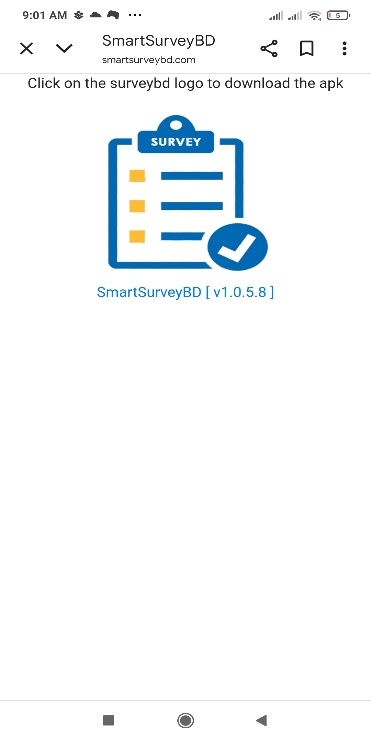 9:01 AM
5
SmartSurveyBD
smartsurveybd.com
Click on the surveybd logo to download the apk
SURVEY
SmartSurveyBD [ v1.0.5.8 ]